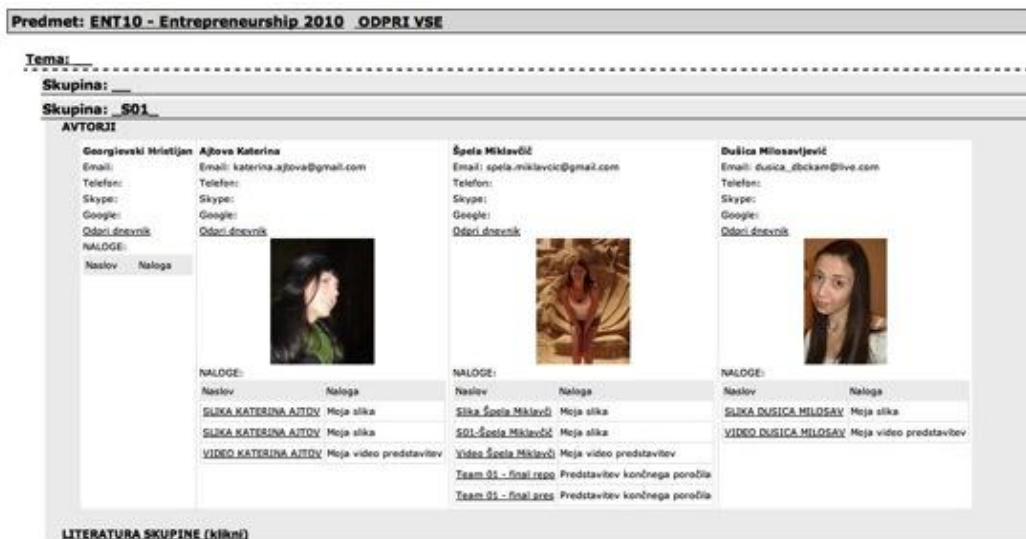 Predmet: ENT10 - Entrepreneurship 2010 ODPRI VSE
Tema: __
Skupina: __
Skupina: _S01_
AVTORJI
Georgievski Hristijan
Email:
Telefon:
Skype:
Google:
Odpri dnevnik
NALOGE:
Naslov Naloga
Ajtova Katerina
Email: katerina.ajtova@gmail.com
Telefon:
Skype:
Google:
Odpri dnevnik
NALOGE:
Naslov Naloga
SLIKA KATERINA AJTOV Moja slika
SLIKA KATERINA AJTOV Moja slika
VIDEO KATERINA AJTOV Moja video predstavitev
Špela Miklavčič
Email: spela.miklavcic@gmail.com
Telefon:
Skype:
Google:
Odpri dnevnik
NALOGE:
Naslov Naloga
Slika Špela Miklavči Moja slika
S01-Špela Miklavčič Moja slika
Video Špela Miklavči Moja video predstavitev
Team 01 - final repo Predstavitev končnega poročila
Team 01 - final pres Predstavitev končnega poročila
Dušica Milosavljević
Email: dusica_dbckam@live.com
Telefon:
Skype:
Google:
Odpri dnevnik
NALOGE:
Naslov Naloga
SLIKA DUSICA MILOSAV Moja slika
VIDEO DUSICA MILOSAV Moja video predstavitev
LITERATURA SKUPINE (klikni)